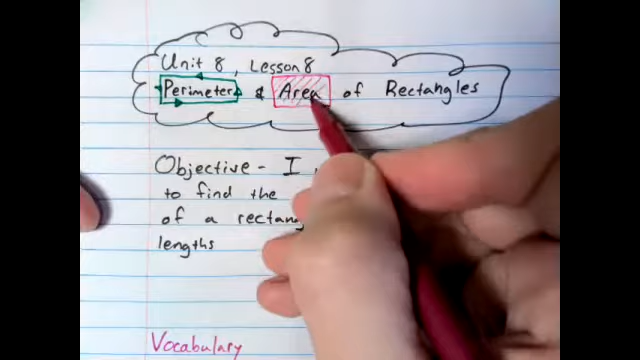 Unit 8, Lesson 8
Perimeter & Area of Rectangles
Objective - I
to find the
of a rectang
lengths
Vocabulary